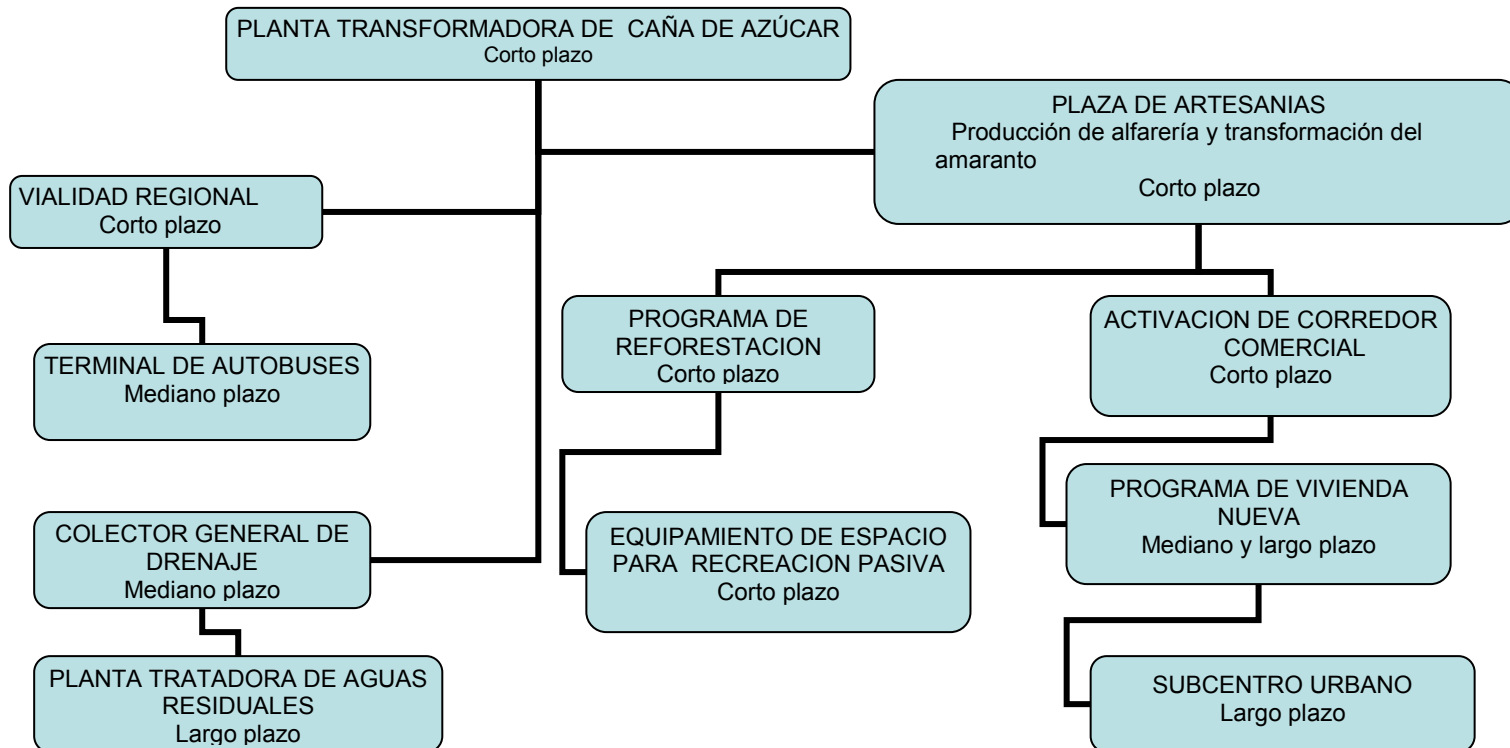 PLANTA TRANSFORMADORA DE CAÑA DE AZÚCAR
Corto plazo
PLAZA DE ARTESANIAS
Producción de alfarería y transformación del
amaranto
Corto plazo
VIALIDAD REGIONAL
Corto plazo
PROGRAMA DE
REFORESTACION
Corto plazo
ACTIVACION DE CORREDOR
COMERCIAL
Corto plazo
TERMINAL DE AUTOBUSES
Mediano plazo
PROGRAMA DE VIVIENDA
NUEVA
Mediano y largo plazo
COLECTOR GENERAL DE
DRENAJE
Mediano plazo
EQUIPAMIENTO DE ESPACIO
PARA RECREACION PASIVA
Corto plazo
PLANTA TRATADORA DE AGUAS
RESIDUALES
Largo plazo
SUBCENTRO URBANO
Largo plazo